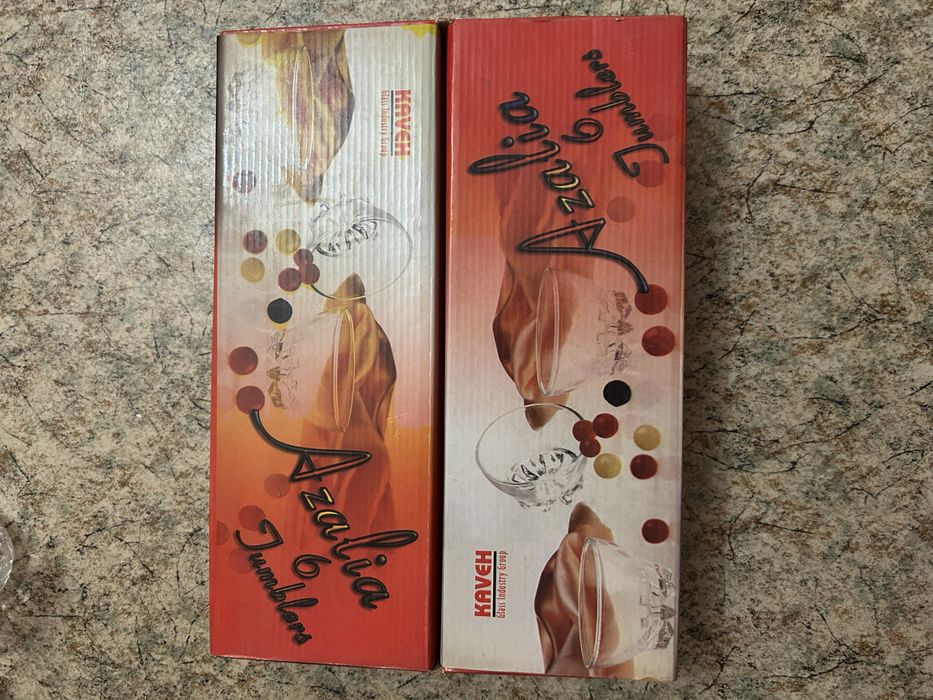 KAVEH
Glass Industry Group
Azalia
6
Tumblers
Azalia
6
Tumblers
KAVEH
Glass Industry Group